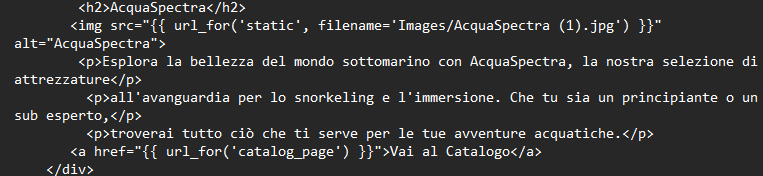 <h2>AcquaSpectra</h2>
<img src="{{ url_for('static', filename='Images/AcquaSpectra (1).jpg') }}"
alt="AcquaSpectra">
<p>Esplora la bellezza del mondo sottomarino con AcquaSpectra, la nostra selezione di
attrezzature</p>
<p>all'avanguardia per lo snorkeling e l'immersione. Che tu sia un principiante o un
sub esperto,</p>
<p>troverai tutto ciò che ti serve per le tue avventure acquatiche.</p>
<a href="{{ url_for('catalog_page') }}">Vai al Catalogo</a>
</div>